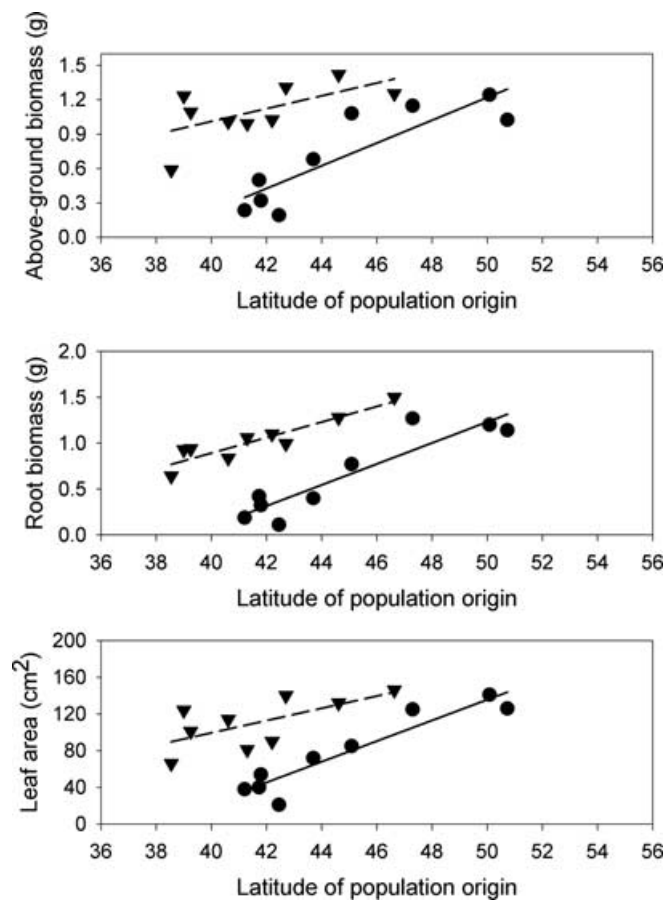 Above-ground biomass (g)
1.5
1.2
0.9
0.6
0.3
0.0
36 38 40 42 44 46 48 50 52 54 56
Latitude of population origin
Root biomass (g)
2.0
1.5
1.0
0.5
0.0
36 38 40 42 44 46 48 50 52 54 56
Latitude of population origin
Leaf area (cm²)
200
160
120
80
40
0
36 38 40 42 44 46 48 50 52 54 56
Latitude of population origin